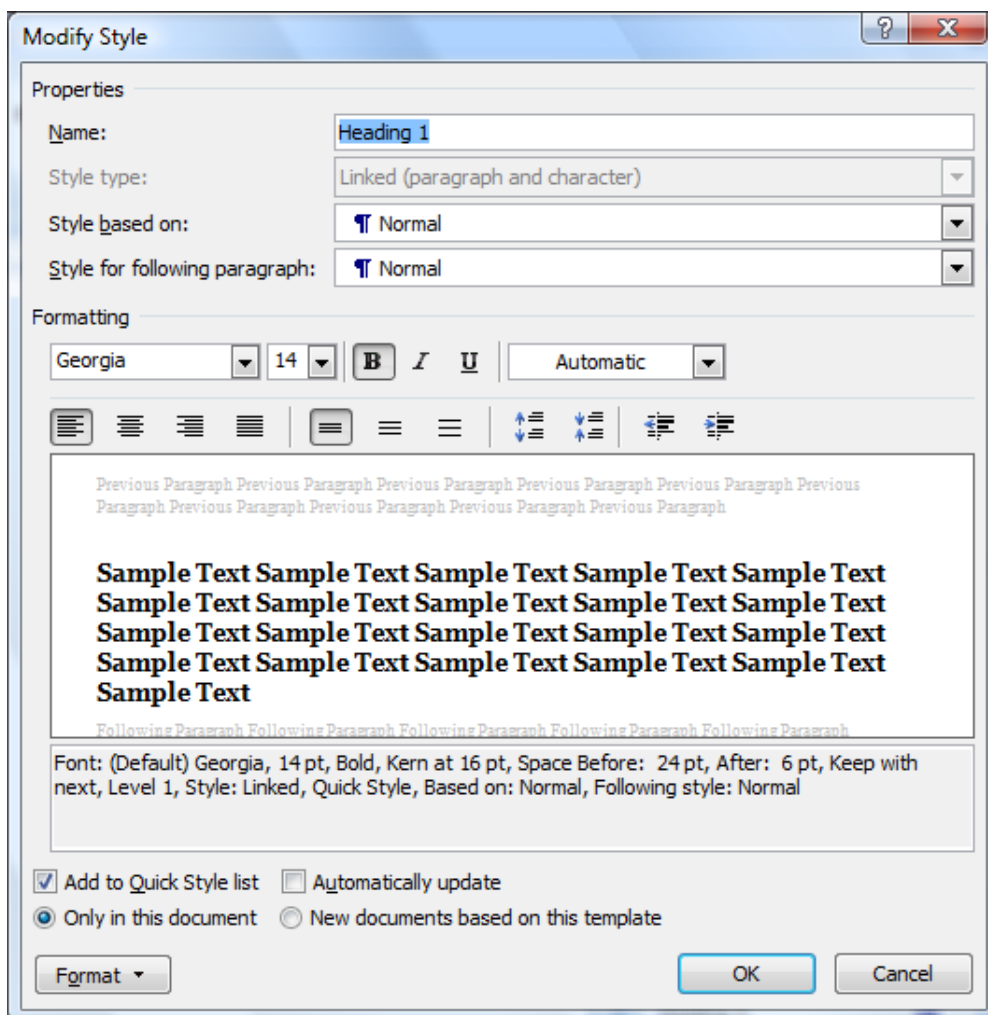 Modify Style
Properties
Name: Heading 1
Style type: Linked (paragraph and character)
Style based on: ¶ Normal
Style for following paragraph: ¶ Normal
Formatting
Georgia 14 B I U Automatic
Previous Paragraph Previous Paragraph Previous Paragraph Previous Paragraph Previous Paragraph Previous
Paragraph Previous Paragraph Previous Paragraph Previous Paragraph Previous Paragraph
Sample Text Sample Text Sample Text Sample Text Sample Text
Sample Text Sample Text Sample Text Sample Text Sample Text
Sample Text Sample Text Sample Text Sample Text Sample Text
Sample Text Sample Text Sample Text Sample Text Sample Text
Sample Text
Following Paragraph Following Paragraph Following Paragraph Following Paragraph Following Paragraph
Font: (Default) Georgia, 14 pt, Bold, Kern at 16 pt, Space Before: 24 pt, After: 6 pt, Keep with
next, Level 1, Style: Linked, Quick Style, Based on: Normal, Following style: Normal
Add to Quick Style list Automatically update
Only in this document New documents based on this template
Format OK Cancel